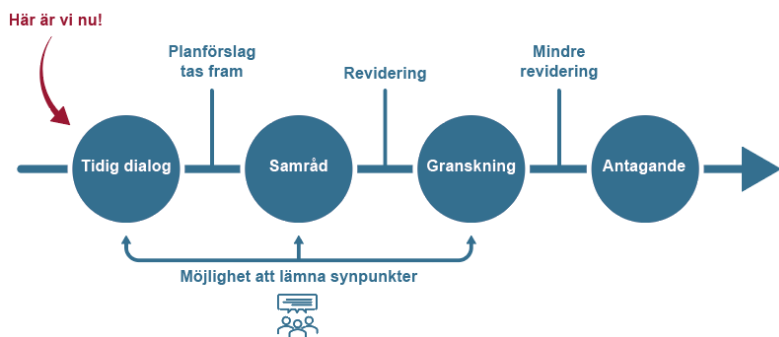 Här är vi nu!
Planförslag
tas fram
Revidering
Mindre
revidering
Tidig dialog
Samråd
Granskning
Antagande
Möjlighet att lämna synpunkter